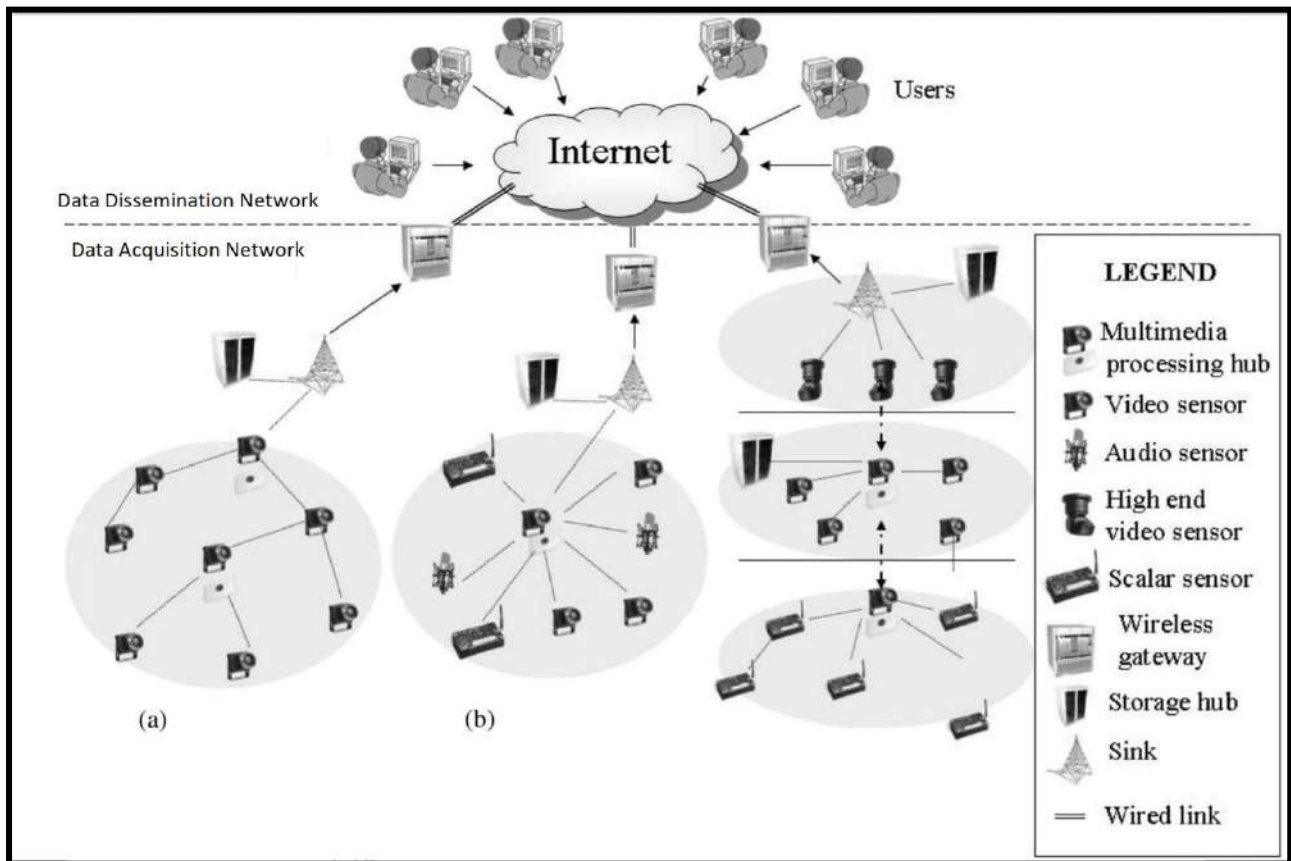 Users
Internet
Data Dissemination Network
Data Acquisition Network
(a)
(b)
LEGEND
Multimedia
processing hub
Video sensor
Audio sensor
High end
video sensor
Scalar sensor
Wireless
gateway
Storage hub
Sink
Wired link